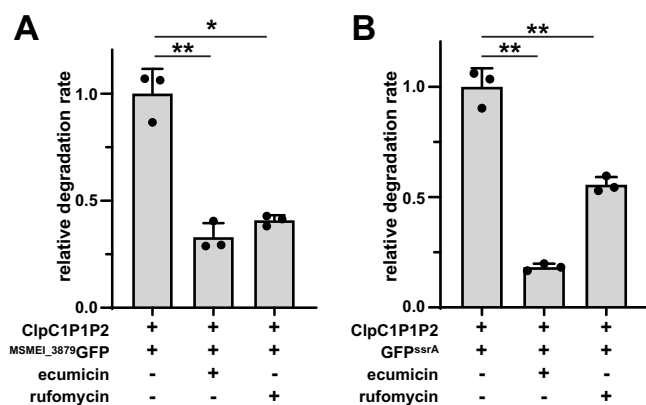 A
B
*
**
**
**
relative degradation rate
1.0
0.5
0.0
relative degradation rate
1.0
0.5
0.0
ClpC1P1P2 + + +
MSMEI_3879GFP + + +
ecumicin - + -
rufomycin - - +
ClpC1P1P2 + + +
GFPssrA + + +
ecumicin - + -
rufomycin - - +